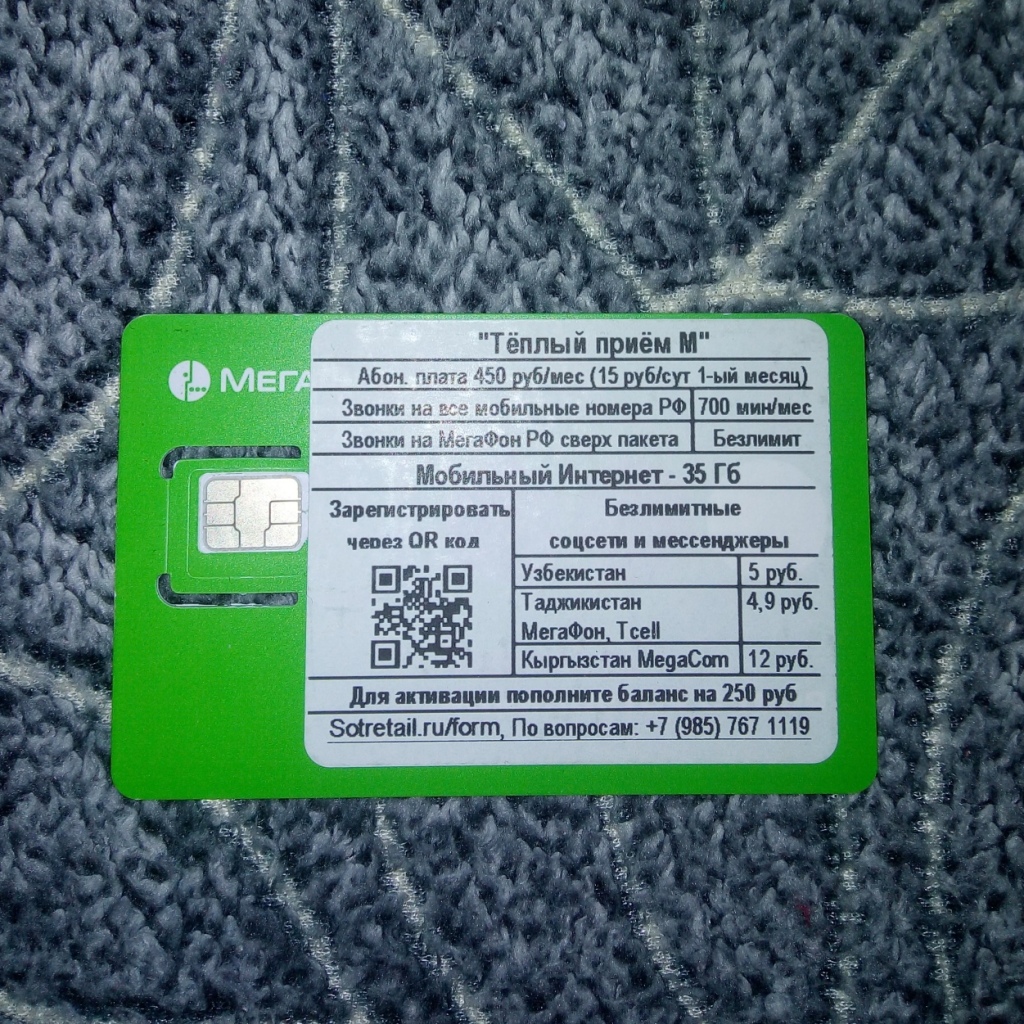 МЕГА
"Тёплый приём М"
Абон. плата 450 руб/мес (15 руб/сут 1-ый месяц)
Звонки на все мобильные номера РФ 700 мин/мес
Звонки на МегаФон РФ сверх пакета Безлимит
Мобильный Интернет - 35 Гб
Зарегистрировать
через QR код
Безлимитные
соцсети и мессенджеры
Узбекистан 5 руб.
Таджикистан 4,9 руб.
МегаФон, Tcell
Кыргызстан MegaCom 12 руб.
Для активации пополните баланс на 250 руб
Sotretail.ru/form, По вопросам: +7 (985) 767 1119